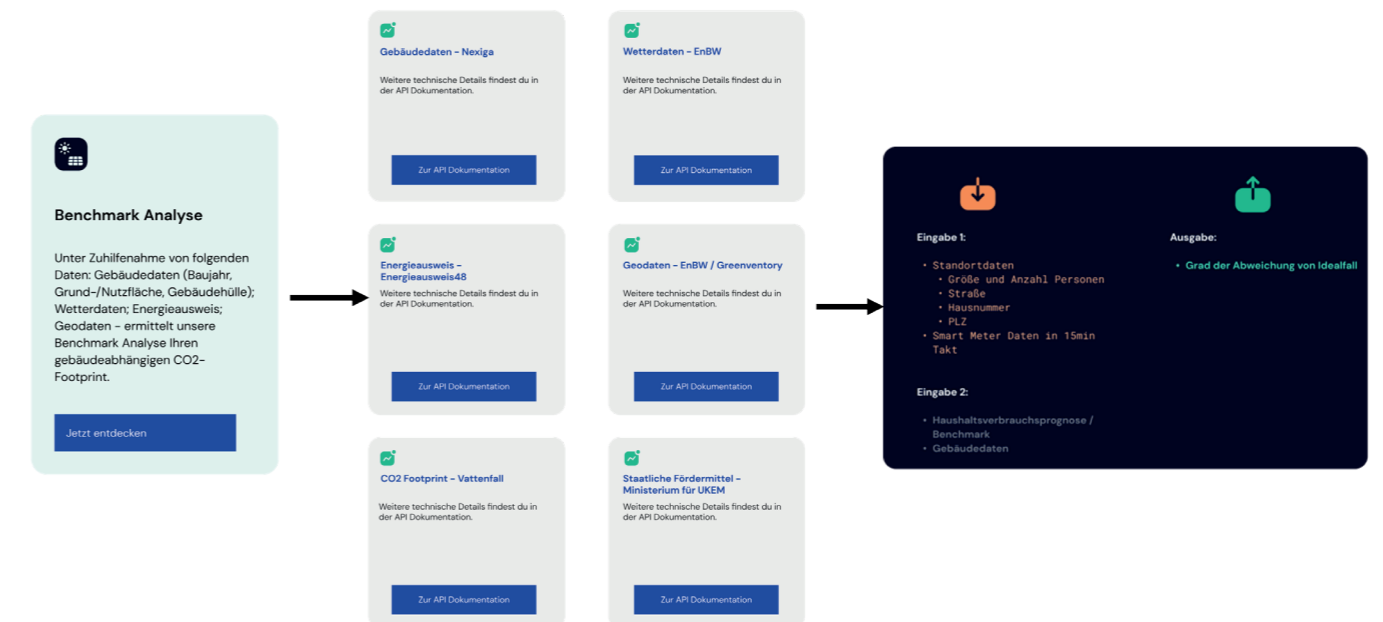 Benchmark Analyse
Unter Zuhilfenahme von folgenden
Daten: Gebäudedaten (Baujahr,
Grund-/Nutzfläche, Gebäudehülle);
Wetterdaten; Energieausweis;
Geodaten - ermittelt unsere
Benchmark Analyse Ihren
gebäudeabhängigen CO2-
Footprint.
Jetzt entdecken
Gebäudedaten - Nexiga
Weitere technische Details findest du in
der API Dokumentation.
Zur API Dokumentation
Wetterdaten - EnBW
Weitere technische Details findest du in
der API Dokumentation.
Zur API Dokumentation
Energieausweis -
Energieausweis48
Weitere technische Details findest du in
der API Dokumentation.
Zur API Dokumentation
Geodaten - EnBW / Greenventory
Weitere technische Details findest du in
der API Dokumentation.
Zur API Dokumentation
CO2 Footprint - Vattenfall
Weitere technische Details findest du in
der API Dokumentation.
Zur API Dokumentation
Staatliche Fördermittel -
Ministerium für UKEM
Weitere technische Details findest du in
der API Dokumentation.
Zur API Dokumentation
Eingabe 1:
• Standortdaten
• Größe und Anzahl Personen
• Straße
• Hausnummer
• PLZ
• Smart Meter Daten in 15min
Takt
Eingabe 2:
• Haushaltsverbrauchsprognose /
Benchmark
• Gebäudedaten
Ausgabe:
• Grad der Abweichung von Idealfall